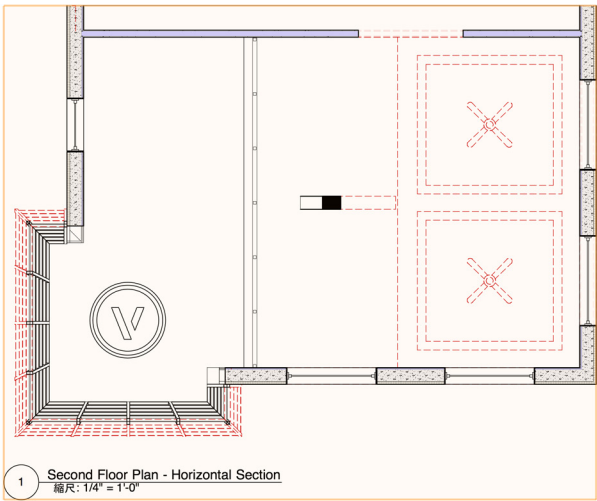 1
Second Floor Plan - Horizontal Section
縮尺: 1/4" = 1'-0"